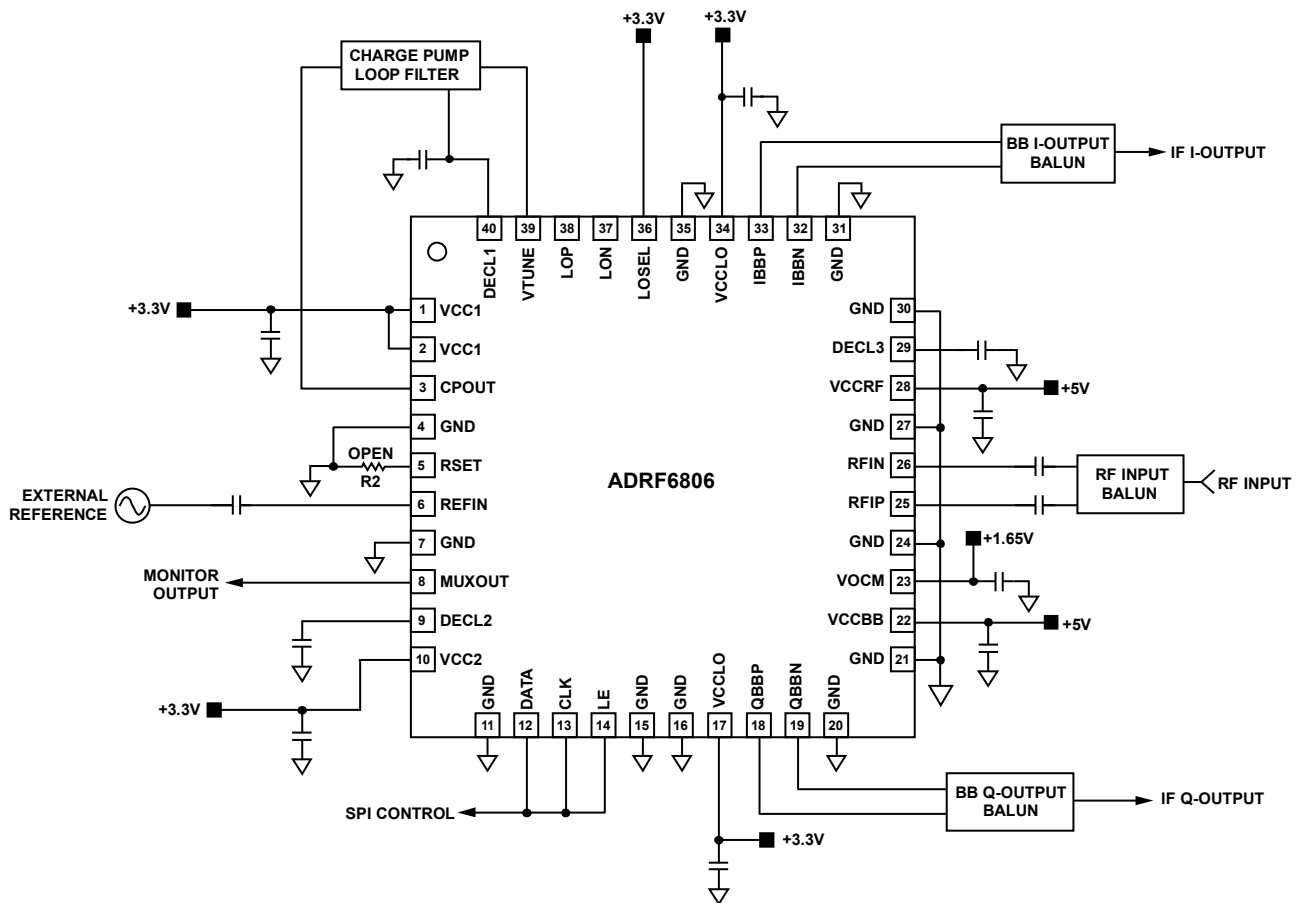 +3.3V
+3.3V
CHARGE PUMP
LOOP FILTER
BB I-OUTPUT
BALUN
IF I-OUTPUT
40
39
38
37
36
35
34
33
32
31
DECL1
VTUNE
LOP
LON
LOSEL
GND
VCCLO
IBBP
IBBN
GND
+3.3V
1 VCC1
2 VCC1
3 CPOUT
4 GND
OPEN
R2
5 RSET
EXTERNAL
REFERENCE
6 REFIN
7 GND
MONITOR
OUTPUT
8 MUXOUT
9 DECL2
10 VCC2
+3.3V
ADRF6806
GND 30
DECL3 29
VCCRF 28
+5V
GND 27
RFIN 26
RF INPUT
BALUN
RF INPUT
RFIP 25
GND 24
+1.65V
VOCM 23
VCCBB 22
+5V
GND 21
GND
DATA
CLK
LE
GND
GND
VCCLO
QBBP
QBBN
GND
11
12
13
14
15
16
17
18
19
20
SPI CONTROL
+3.3V
BB Q-OUTPUT
BALUN
IF Q-OUTPUT